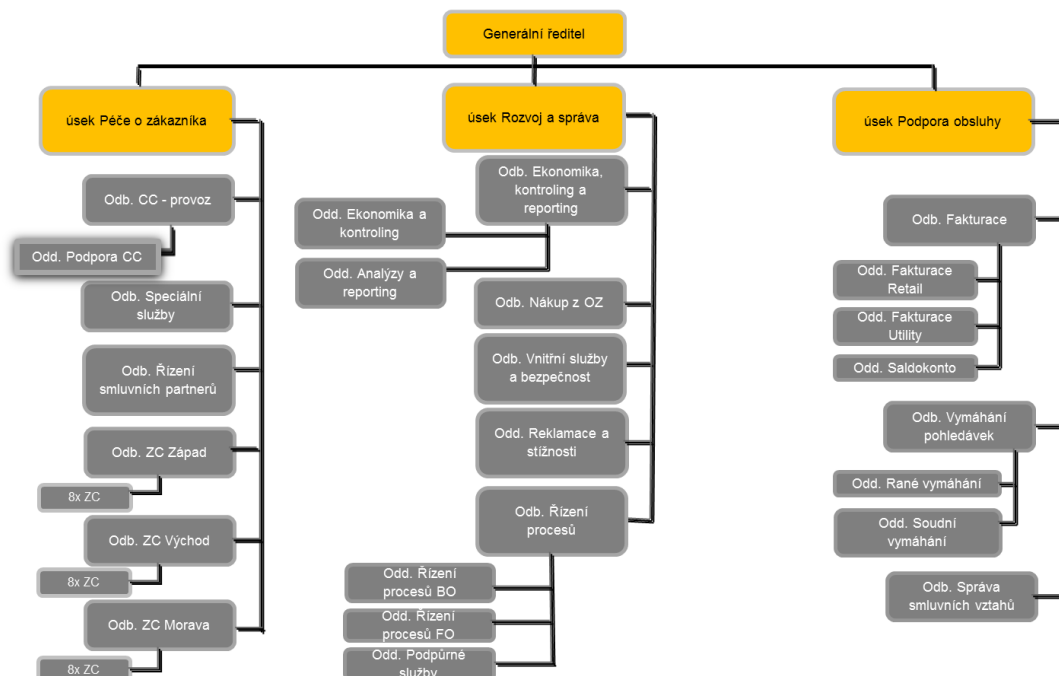 Generální ředitel
úsek Péče o zákazníka
Odb. CC - provoz
Odd. Podpora CC
Odb. Speciální
služby
Odb. Řízení
smluvních partnerů
Odb. ZC Západ
8x ZC
Odb. ZC Východ
8x ZC
Odb. ZC Morava
8x ZC
úsek Rozvoj a správa
Odb. Ekonomika,
kontroling a
reporting
Odd. Ekonomika a
kontroling
Odd. Analýzy a
reporting
Odb. Nákup z OZ
Odb. Vnitřní služby
a bezpečnost
Odd. Reklamace a
stížnosti
Odb. Řízení
procesů
Odd. Řízení
procesů BO
Odd. Řízení
procesů FO
Odd. Podpůrné
služby
úsek Podpora obsluhy
Odb. Fakturace
Odd. Fakturace
Retail
Odd. Fakturace
Utility
Odd. Saldokonto
Odb. Vymáhání
pohledávek
Odd. Rané vymáhání
Odd. Soudní
vymáhání
Odb. Správa
smluvních vztahů